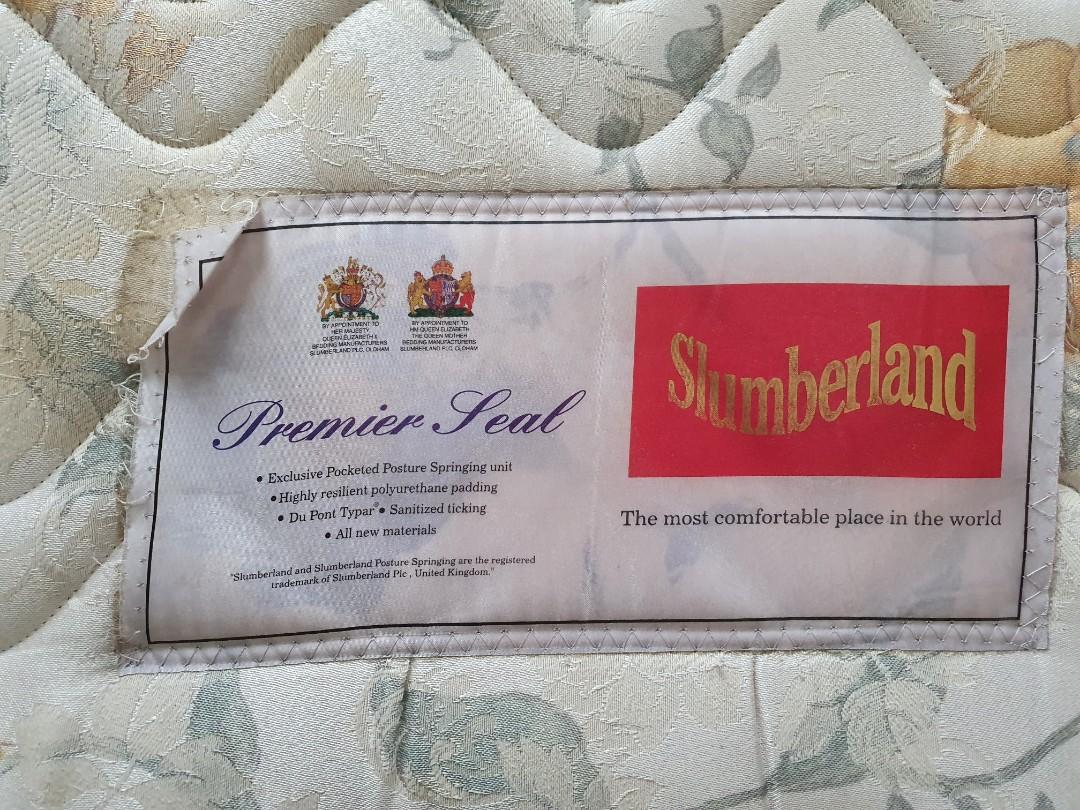 BY APPOINTMENT TO
HER MAJESTY
QUEEN ELIZABETH II
BEDDING MANUFACTURERS
SLUMBERLAND PLC, OLDHAM
BY APPOINTMENT TO
HM QUEEN ELIZABETH
THE QUEEN MOTHER
BEDDING MANUFACTURERS
SLUMBERLAND PLC, OLDHAM
Premier Seal
• Exclusive Pocketed Posture Springing unit
• Highly resilient polyurethane padding
• Du Pont Typar® • Sanitized ticking
• All new materials
"Slumberland and Slumberland Posture Springing are the registered
trademark of Slumberland Plc , United Kingdom."
Slumberland
The most comfortable place in the world